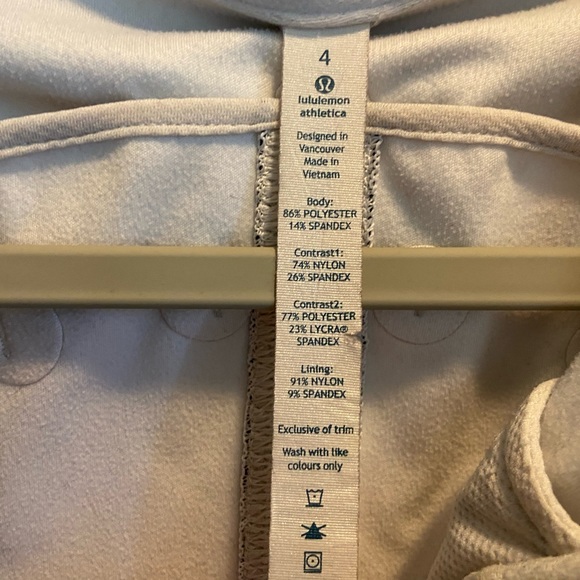 4
lululemon
athletica
Designed in
Vancouver
Made in
Vietnam
Body:
86% POLYESTER
14% SPANDEX
Contrast1:
74% NYLON
26% SPANDEX
Contrast2:
77% POLYESTER
23% LYCRA®
SPANDEX
Lining:
91% NYLON
9% SPANDEX
Exclusive of trim
Wash with like
colours only